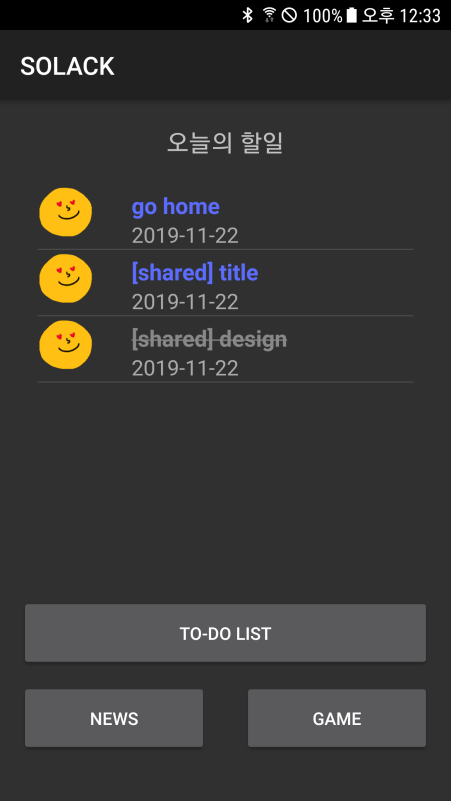 100% 오후 12:33
SOLACK
오늘의 할일
go home
2019-11-22
[shared] title
2019-11-22
[shared] design
2019-11-22
TO-DO LIST
NEWS
GAME